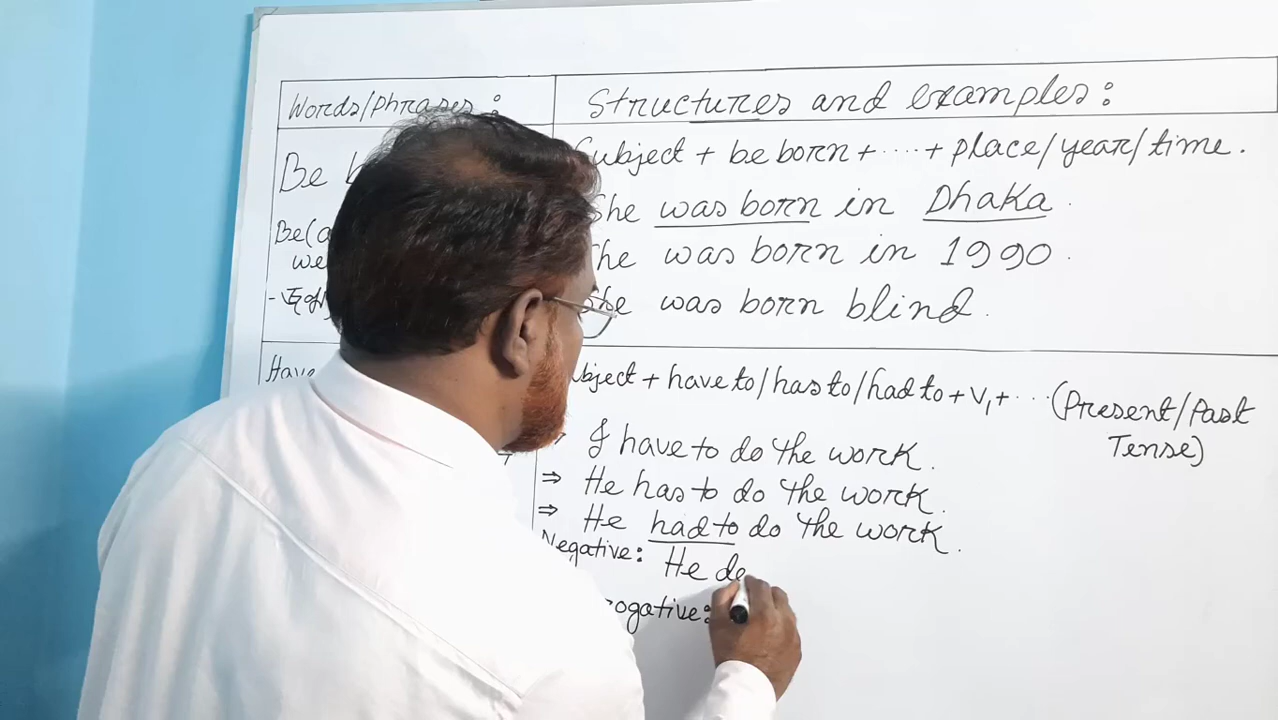 Words/Phrases :
Structures and examples:
Be b
Subject + be born + ..... + place/year/time.
She was born in Dhaka.
Be(a
we
She was born in 1990.
She was born blind.
Have
bject + have to/has to/had to + V1 + ... (Present/Past
Tense)
I have to do the work.
⇒ He has to do the work.
⇒ He had to do the work.
Negative: He do
rogative: